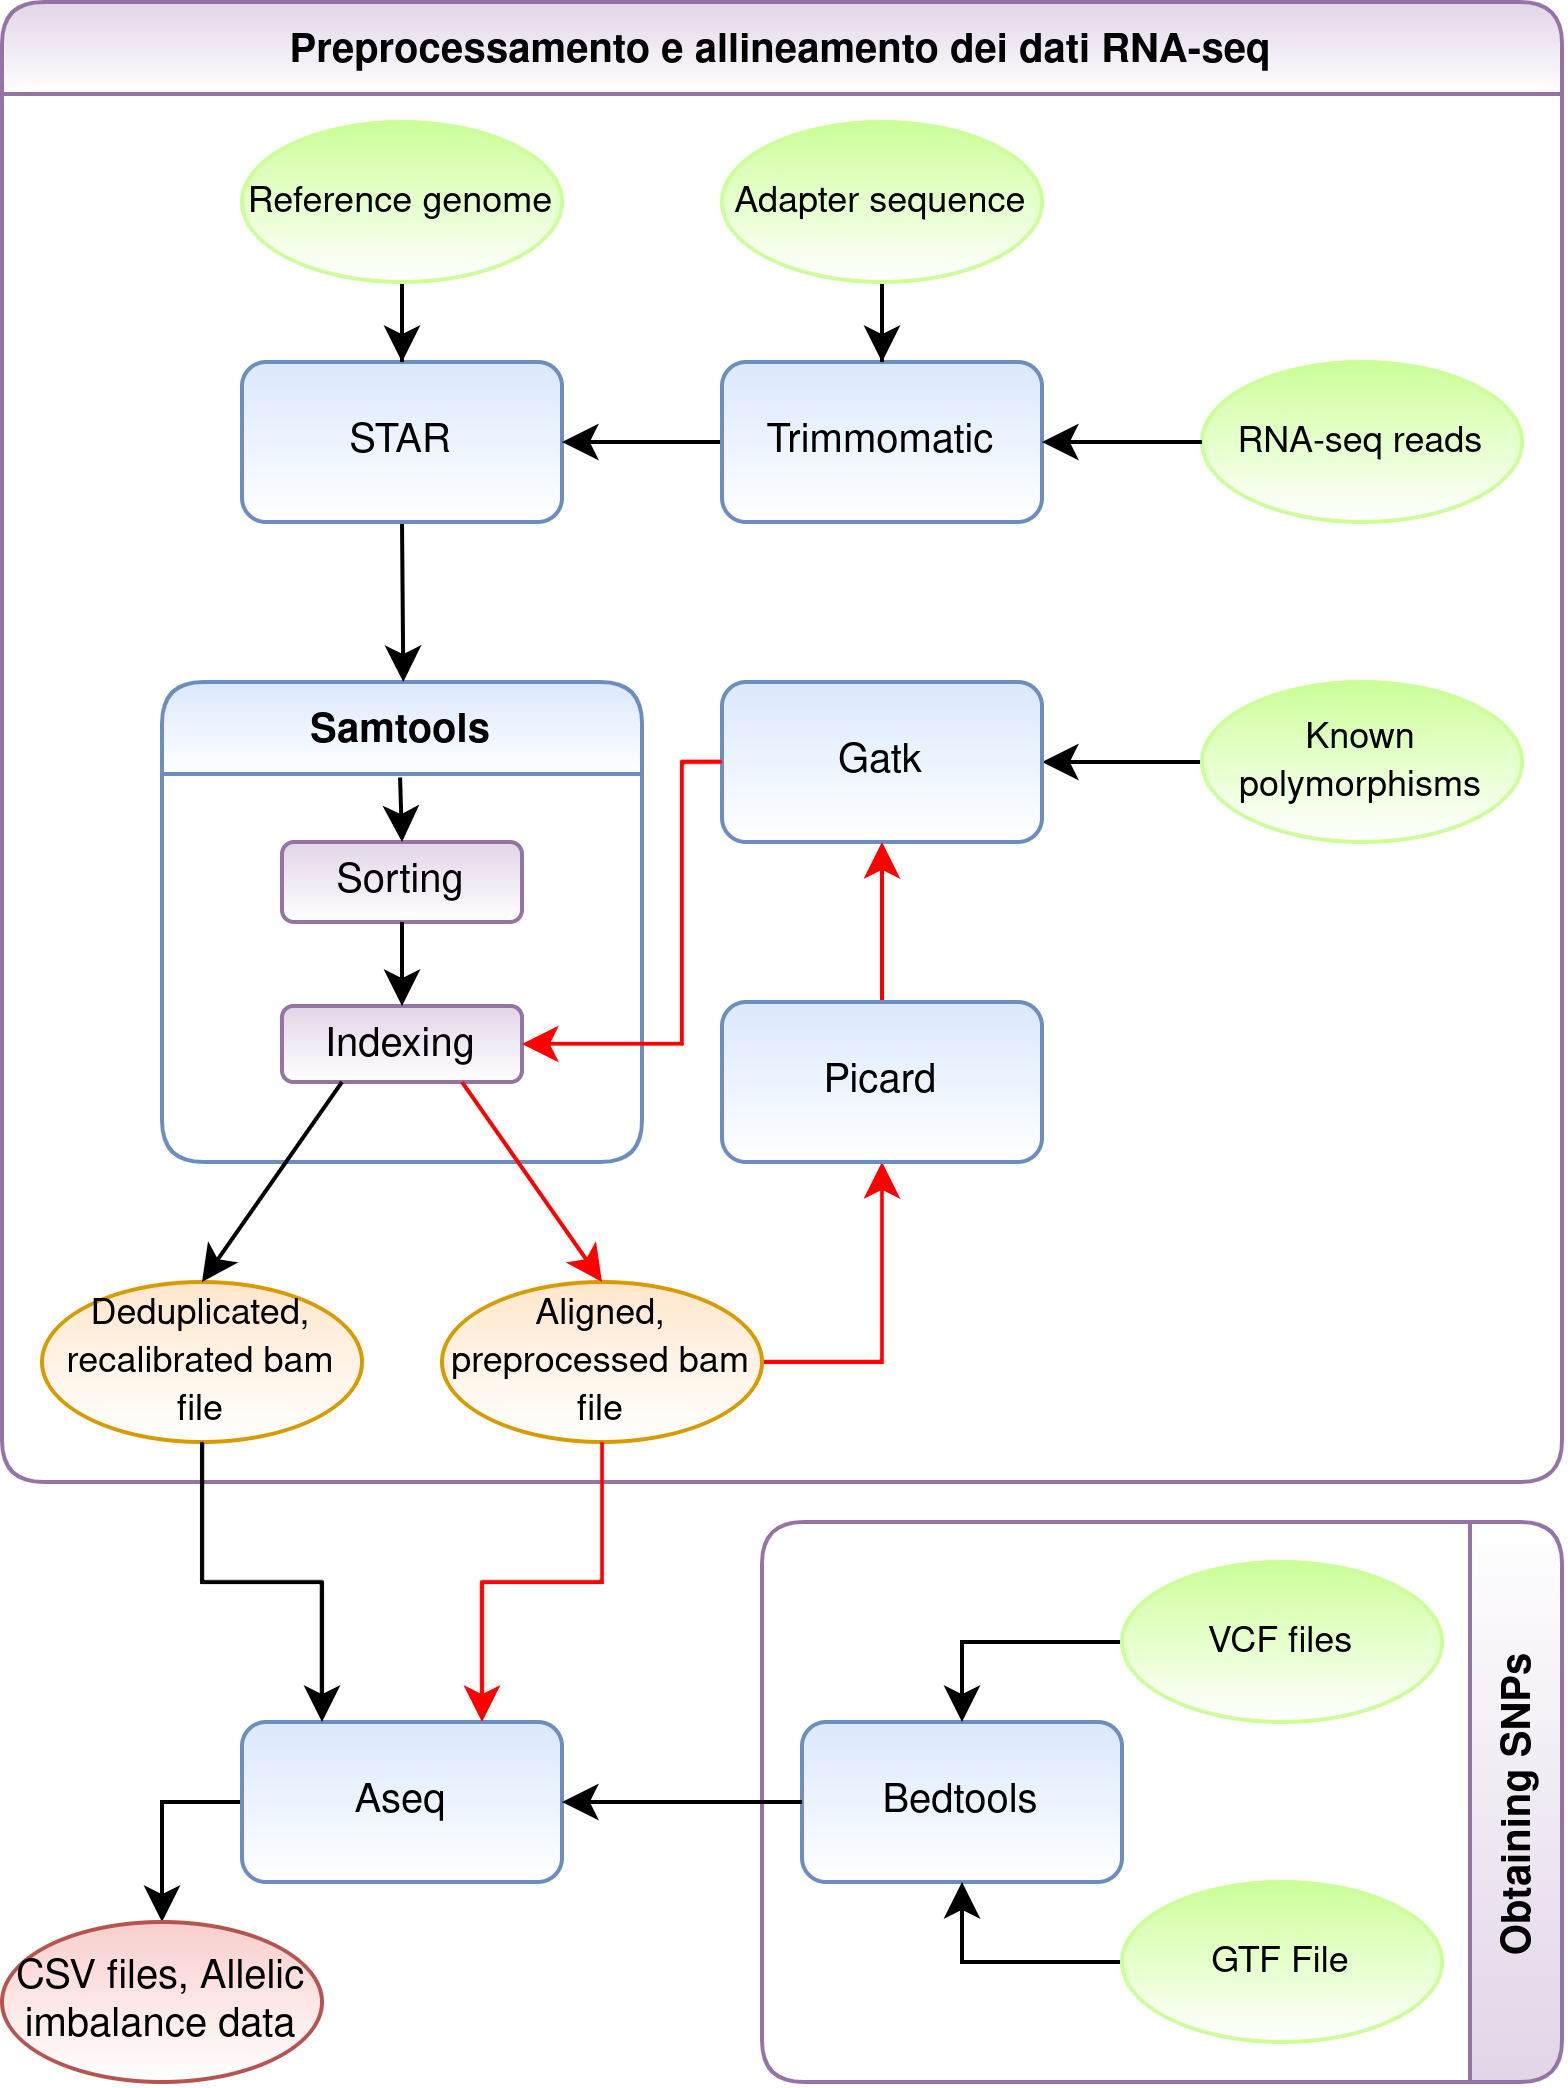 Preprocessamento e allineamento dei dati RNA-seq
Reference genome
Adapter sequence
STAR
Trimmomatic
RNA-seq reads
Samtools
Gatk
Known
polymorphisms
Sorting
Indexing
Picard
Deduplicated,
recalibrated bam
file
Aligned,
preprocessed bam
file
VCF files
Aseq
Bedtools
Obtaining SNPs
GTF File
CSV files, Allelic
imbalance data